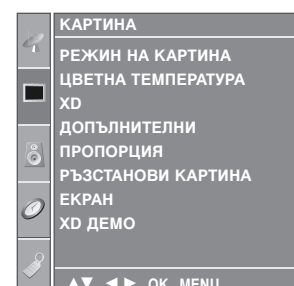 КАРТИНА
РЕЖИН НА КАРТИНА
ЦВЕТНА ТЕМПЕРАТУРА
XD
ДОПЪЛНИТЕЛНИ
ПРОПОРЦИЯ
РЪЗСТАНОВИ КАРТИНА
ЕКРАН
XD ДЕМО
▲▼ ◄► OK MENU